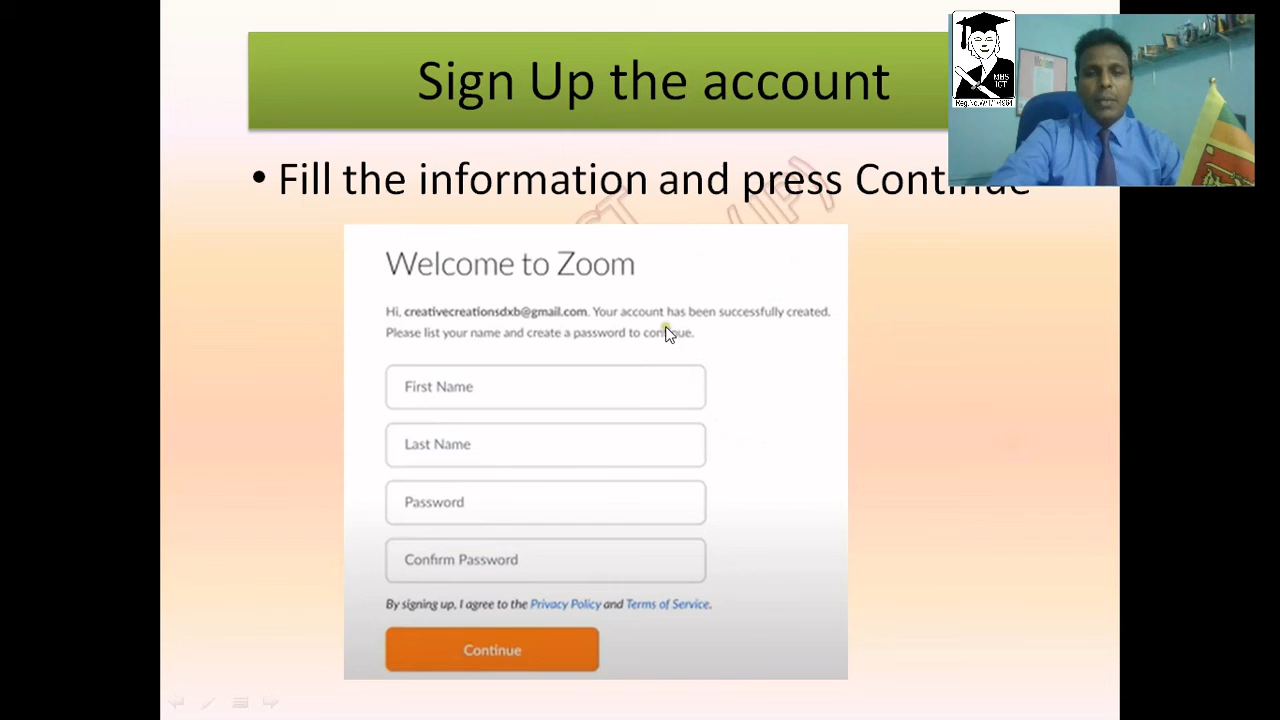 Sign Up the account
MBS
ICT
• Fill the information and press Continue
Welcome to Zoom
Hi, creativecreationsdxb@gmail.com. Your account has been successfully created.
Please list your name and create a password to continue.
First Name
Last Name
Password
Confirm Password
By signing up, I agree to the Privacy Policy and Terms of Service.
Continue